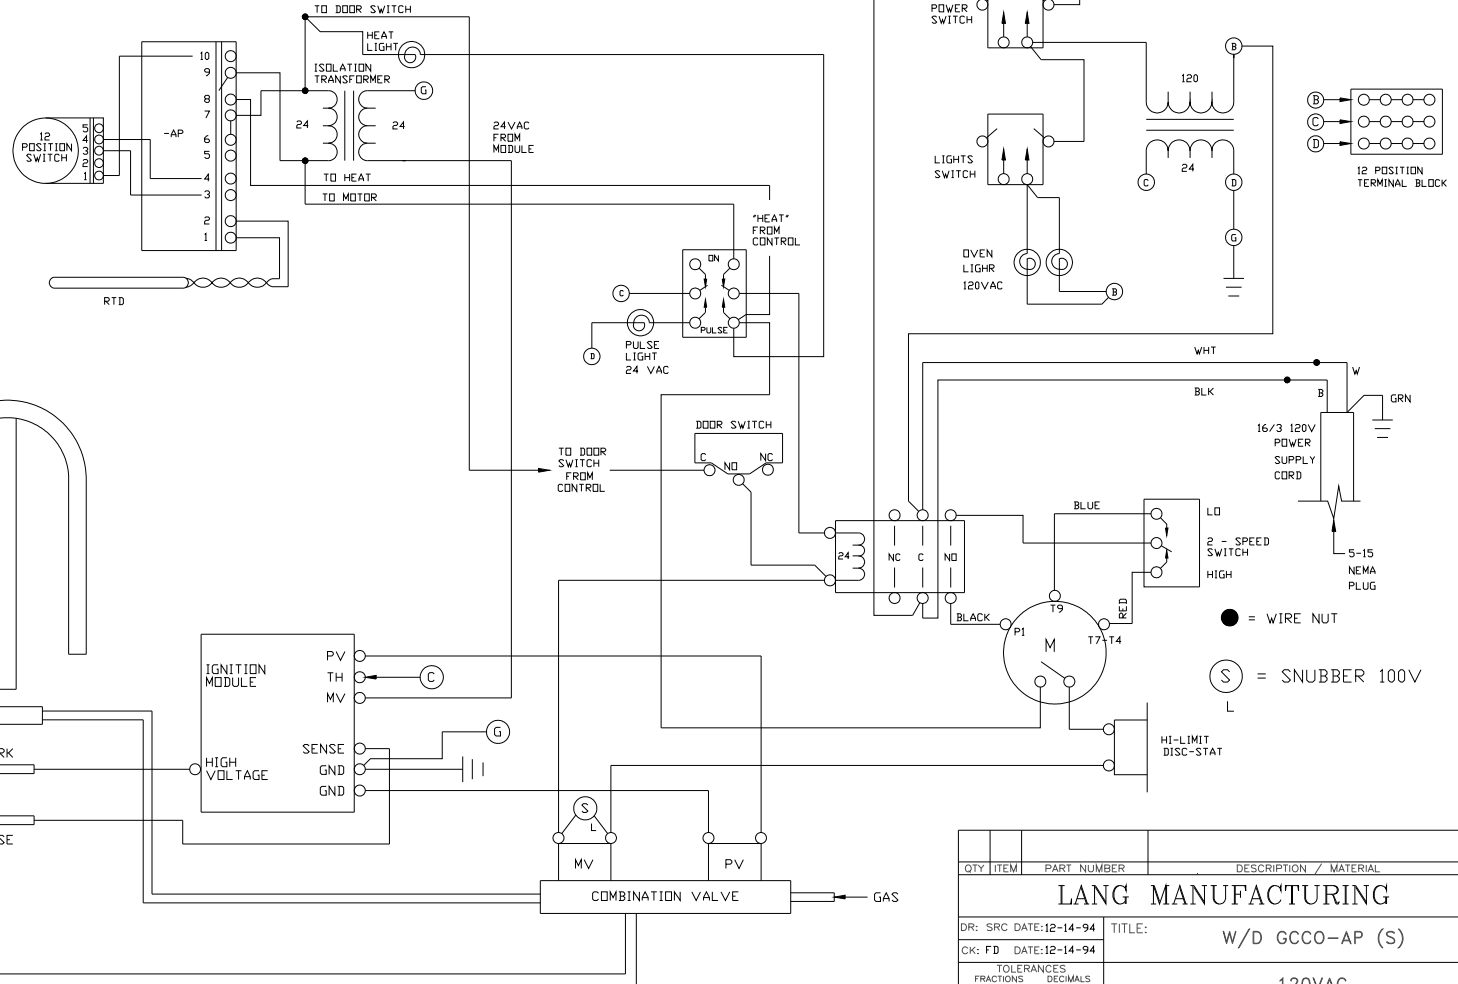 TO DOOR SWITCH
HEAT
LIGHT
ISOLATION
TRANSFORMER
24
24
G
24VAC
FROM
MODULE
10
9
8
7
6
5
4
3
2
1
-AP
12
POSITION
SWITCH
5
4
3
2
1
TO HEAT
TO MOTOR
RTD
"HEAT"
FROM
CONTROL
ON
PULSE
C
D
PULSE
LIGHT
24 VAC
POWER
SWITCH
LIGHTS
SWITCH
OVEN
LIGHR
120VAC
B
B
120
24
C
D
G
B
C
D
12 POSITION
TERMINAL BLOCK
WHT
W
BLK
B
GRN
16/3 120V
POWER
SUPPLY
CORD
5-15
NEMA
PLUG
DOOR SWITCH
C
NO
NC
TO DOOR
SWITCH
FROM
CONTROL
24
NC
C
NO
BLUE
LO
2 - SPEED
SWITCH
HIGH
BLACK
RED
P1
T9
T7-T4
M
= WIRE NUT
S
L
= SNUBBER 100V
HI-LIMIT
DISC-STAT
IGNITION
MODULE
PV
TH
MV
C
SENSE
GND
GND
G
HIGH
VOLTAGE
RK
SE
S
L
MV
PV
COMBINATION VALVE
GAS
QTY ITEM PART NUMBER DESCRIPTION / MATERIAL
LANG MANUFACTURING
DR: SRC DATE:12-14-94
CK: FD DATE:12-14-94
TITLE:
W/D GCCO-AP (S)
TOLERANCES
FRACTIONS DECIMALS
120VAC